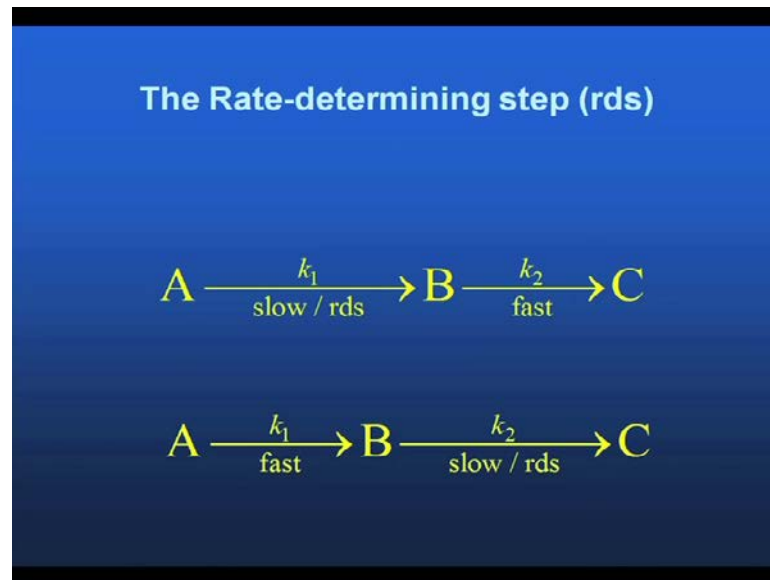 The Rate-determining step (rds)
A k₁ slow / rds → B k₂ fast → C
A k₁ fast → B k₂ slow / rds → C